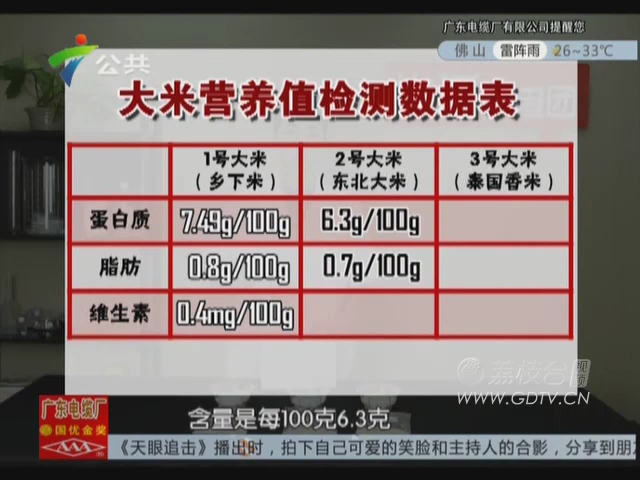 广东电缆厂有限公司提醒您
公共
佛山 雷阵雨 26~33℃
大米营养值检测数据表
1号大米 2号大米 3号大米
(乡下米) (东北大米) (泰国香米)
蛋白质 7.49g/100g 6.3g/100g
脂肪 0.8g/100g 0.7g/100g
维生素 0.4mg/100g
荔枝台 视频
www.GDTV.CN
广东电缆厂
国优金奖
AAA
含量是每100克6.3克
《天眼追击》播出时，拍下自己可爱的笑脸和主持人的合影，分享到朋